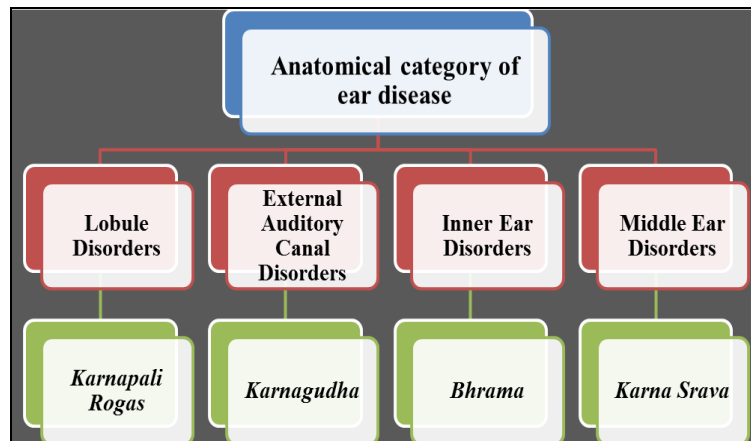 Anatomical category of
ear disease
Lobule
Disorders
External
Auditory
Canal
Disorders
Inner Ear
Disorders
Middle Ear
Disorders
Karnapali
Rogas
Karnagudha
Bhrama
Karna Srava